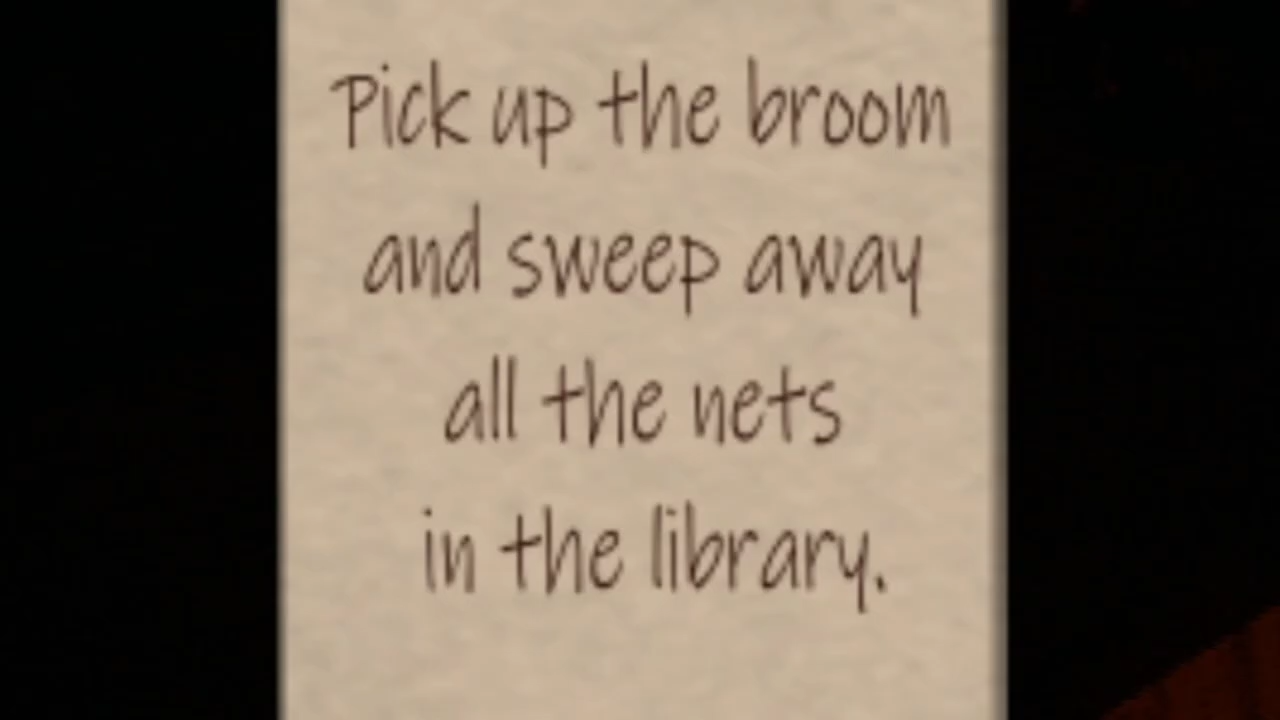 Pick up the broom
and sweep away
all the nets
in the library.